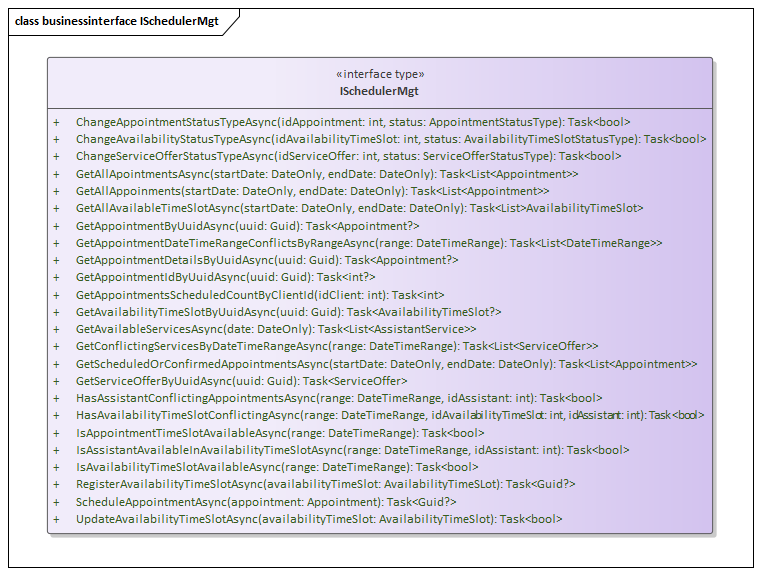 class businessinterface ISchedulerMgt
«interface type»
ISchedulerMgt
+ ChangeAppointmentStatusTypeAsync(idAppointment: int, status: AppointmentStatusType): Task<bool>
+ ChangeAvailabilityStatusTypeAsync(idAvailabilityTimeSlot: int, status: AvailabilityTimeSlotStatusType): Task<bool>
+ ChangeServiceOfferStatusTypeAsync(idServiceOffer: int, status: ServiceOfferStatusType): Task<bool>
+ GetAllApointmentsAsync(startDate: DateOnly, endDate: DateOnly): Task<List<Appointment>>
+ GetAllAppoinments(startDate: DateOnly, endDate: DateOnly): Task<List<Appointment>>
+ GetAllAvailableTimeSlotAsync(startDate: DateOnly, endDate: DateOnly): Task<List>AvailabilityTimeSlot>
+ GetAppointmentByUuidAsync(uuid: Guid): Task<Appointment?>
+ GetAppointmentDateTimeRangeConflictsByRangeAsync(range: DateTimeRange): Task<List<DateTimeRange>>
+ GetAppointmentDetailsByUuidAsync(uuid: Guid): Task<Appointment?>
+ GetAppointmentIdByUuidAsync(uuid: Guid): Task<int?>
+ GetAppointmentsScheduledCountByClientId(idClient: int): Task<int>
+ GetAvailabilityTimeSlotByUuidAsync(uuid: Guid): Task<AvailabilityTimeSlot?>
+ GetAvailableServicesAsync(date: DateOnly): Task<List<AssistantService>>
+ GetConflictingServicesByDateTimeRangeAsync(range: DateTimeRange): Task<List<ServiceOffer>>
+ GetScheduledOrConfirmedAppointmentsAsync(startDate: DateOnly, endDate: DateOnly): Task<List<Appointment>>
+ GetServiceOfferByUuidAsync(uuid: Guid): Task<ServiceOffer>
+ HasAssistantConflictingAppointmentsAsync(range: DateTimeRange, idAssistant: int): Task<bool>
+ HasAvailabilityTimeSlotConflictingAsync(range: DateTimeRange, idAvailabilityTimeSlot: int, idAssistant: int): Task<bool>
+ IsAppointmentTimeSlotAvailableAsync(range: DateTimeRange): Task<bool>
+ IsAssistantAvailableInAvailabilityTimeSlotAsync(range: DateTimeRange, idAssistant: int): Task<bool>
+ IsAvailabilityTimeSlotAvailableAsync(range: DateTimeRange): Task<bool>
+ RegisterAvailabilityTimeSlotAsync(availabilityTimeSlot: AvailabilityTimeSLot): Task<Guid?>
+ ScheduleAppointmentAsync(appointment: Appointment): Task<Guid?>
+ UpdateAvailabilityTimeSlotAsync(availabilityTimeSlot: AvailabilityTimeSlot): Task<bool>